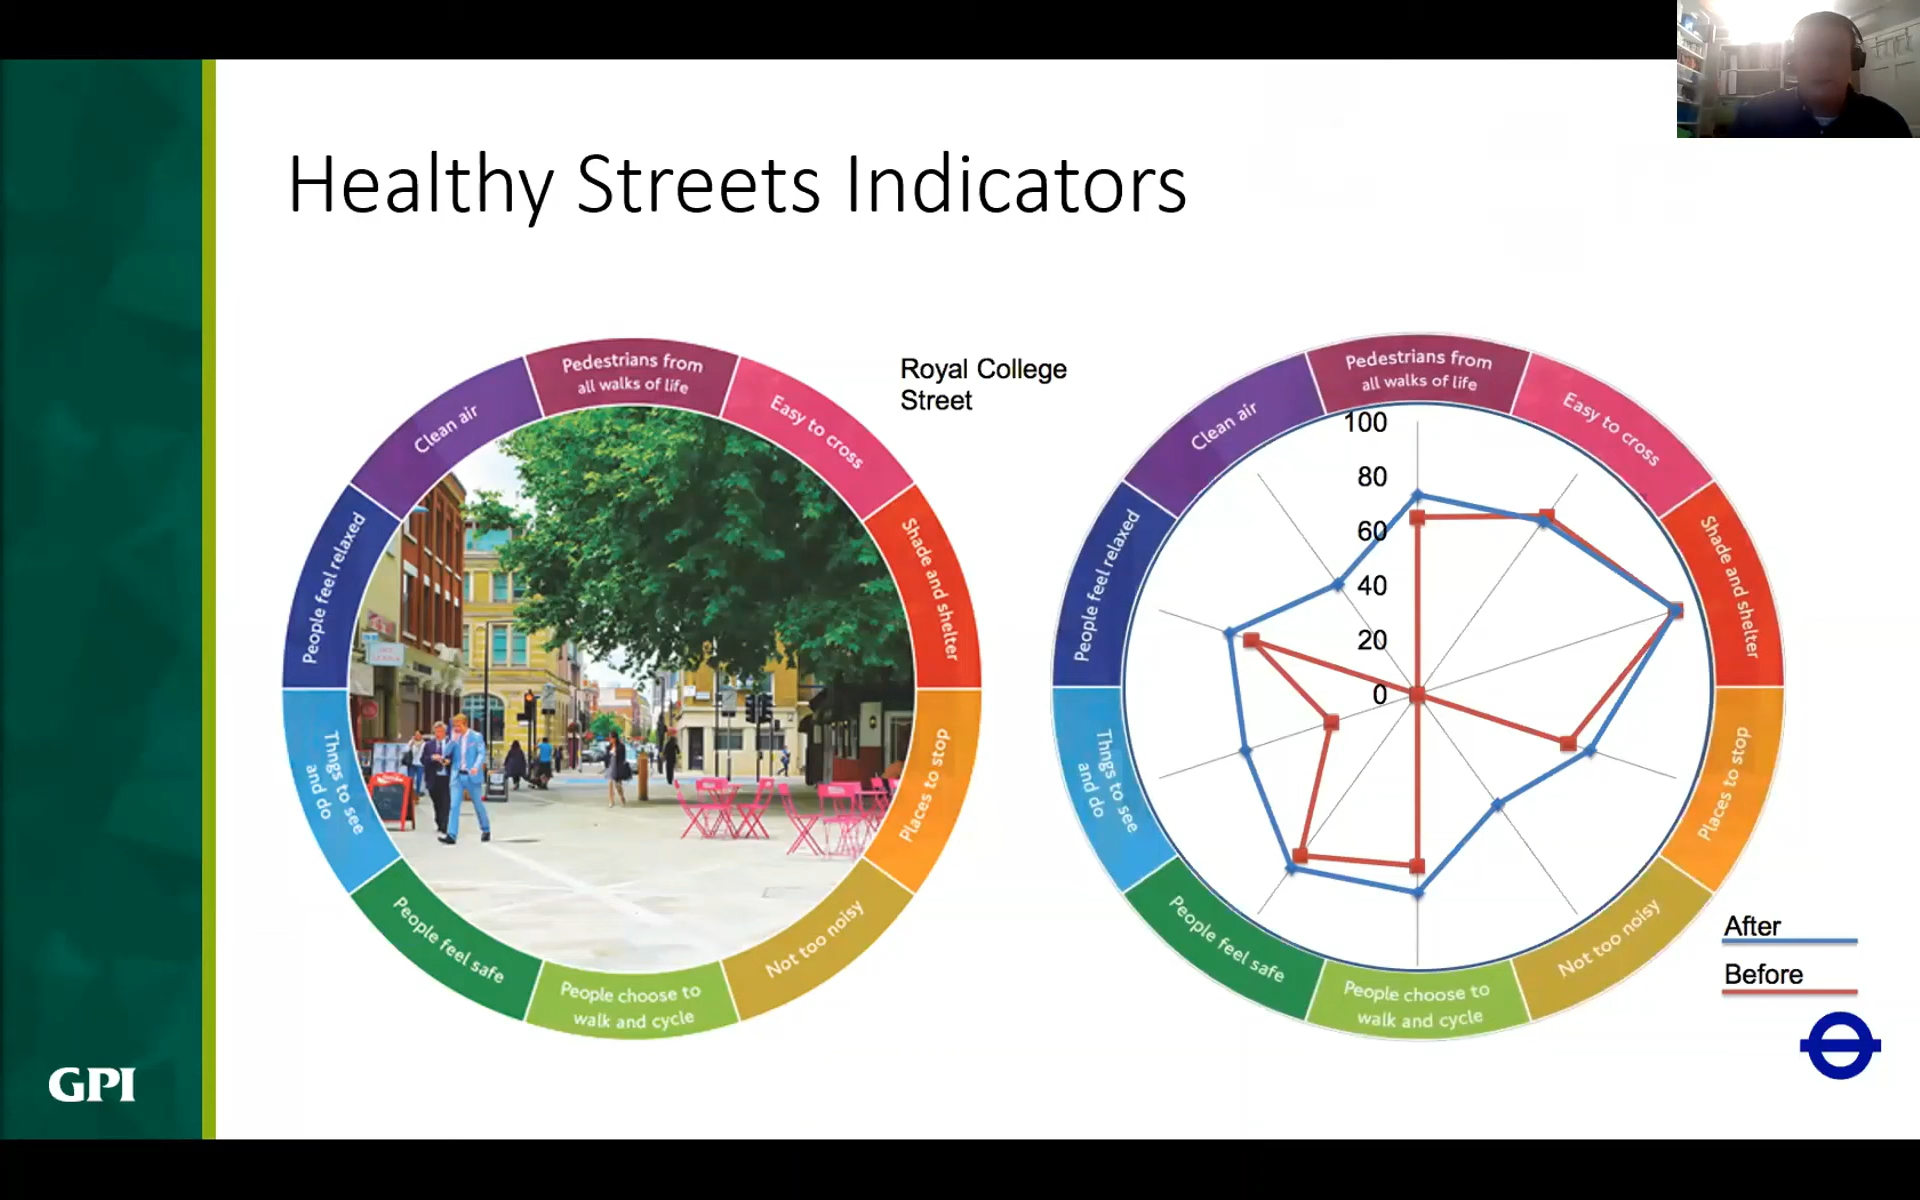 Healthy Streets Indicators
Pedestrians from
all walks of life
Easy to cross
Shade and shelter
Places to stop
Not too noisy
People choose to
walk and cycle
People feel safe
Thngs to see
and do
People feel relaxed
Clean air
Royal College
Street
Pedestrians from
all walks of life
Easy to cross
Shade and shelter
Places to stop
Not too noisy
People choose to
walk and cycle
People feel safe
Thngs to see
and do
People feel relaxed
Clean air
100
80
60
40
20
0
After
Before
GPI